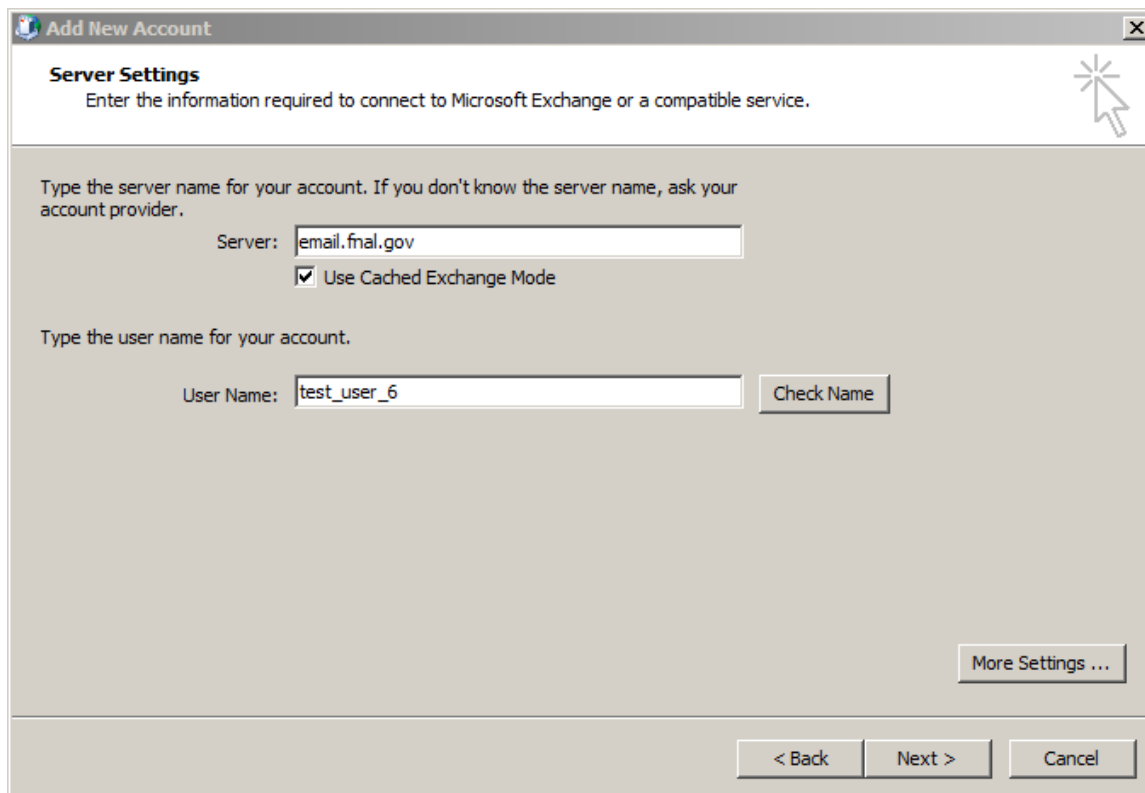 Add New Account
Server Settings
Enter the information required to connect to Microsoft Exchange or a compatible service.
Type the server name for your account. If you don't know the server name, ask your
account provider.
Server: email.fnal.gov
Use Cached Exchange Mode
Type the user name for your account.
User Name: test_user_6 Check Name
More Settings ...
< Back Next > Cancel